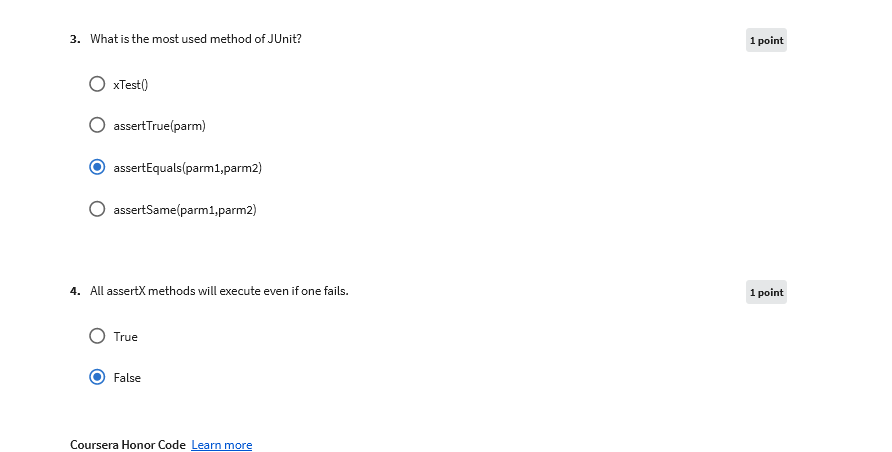 3. What is the most used method of JUnit?
1 point
xTest()
assertTrue(parm)
assertEquals(parm1,parm2)
assertSame(parm1,parm2)
4. All assertX methods will execute even if one fails.
1 point
True
False
Coursera Honor Code Learn more